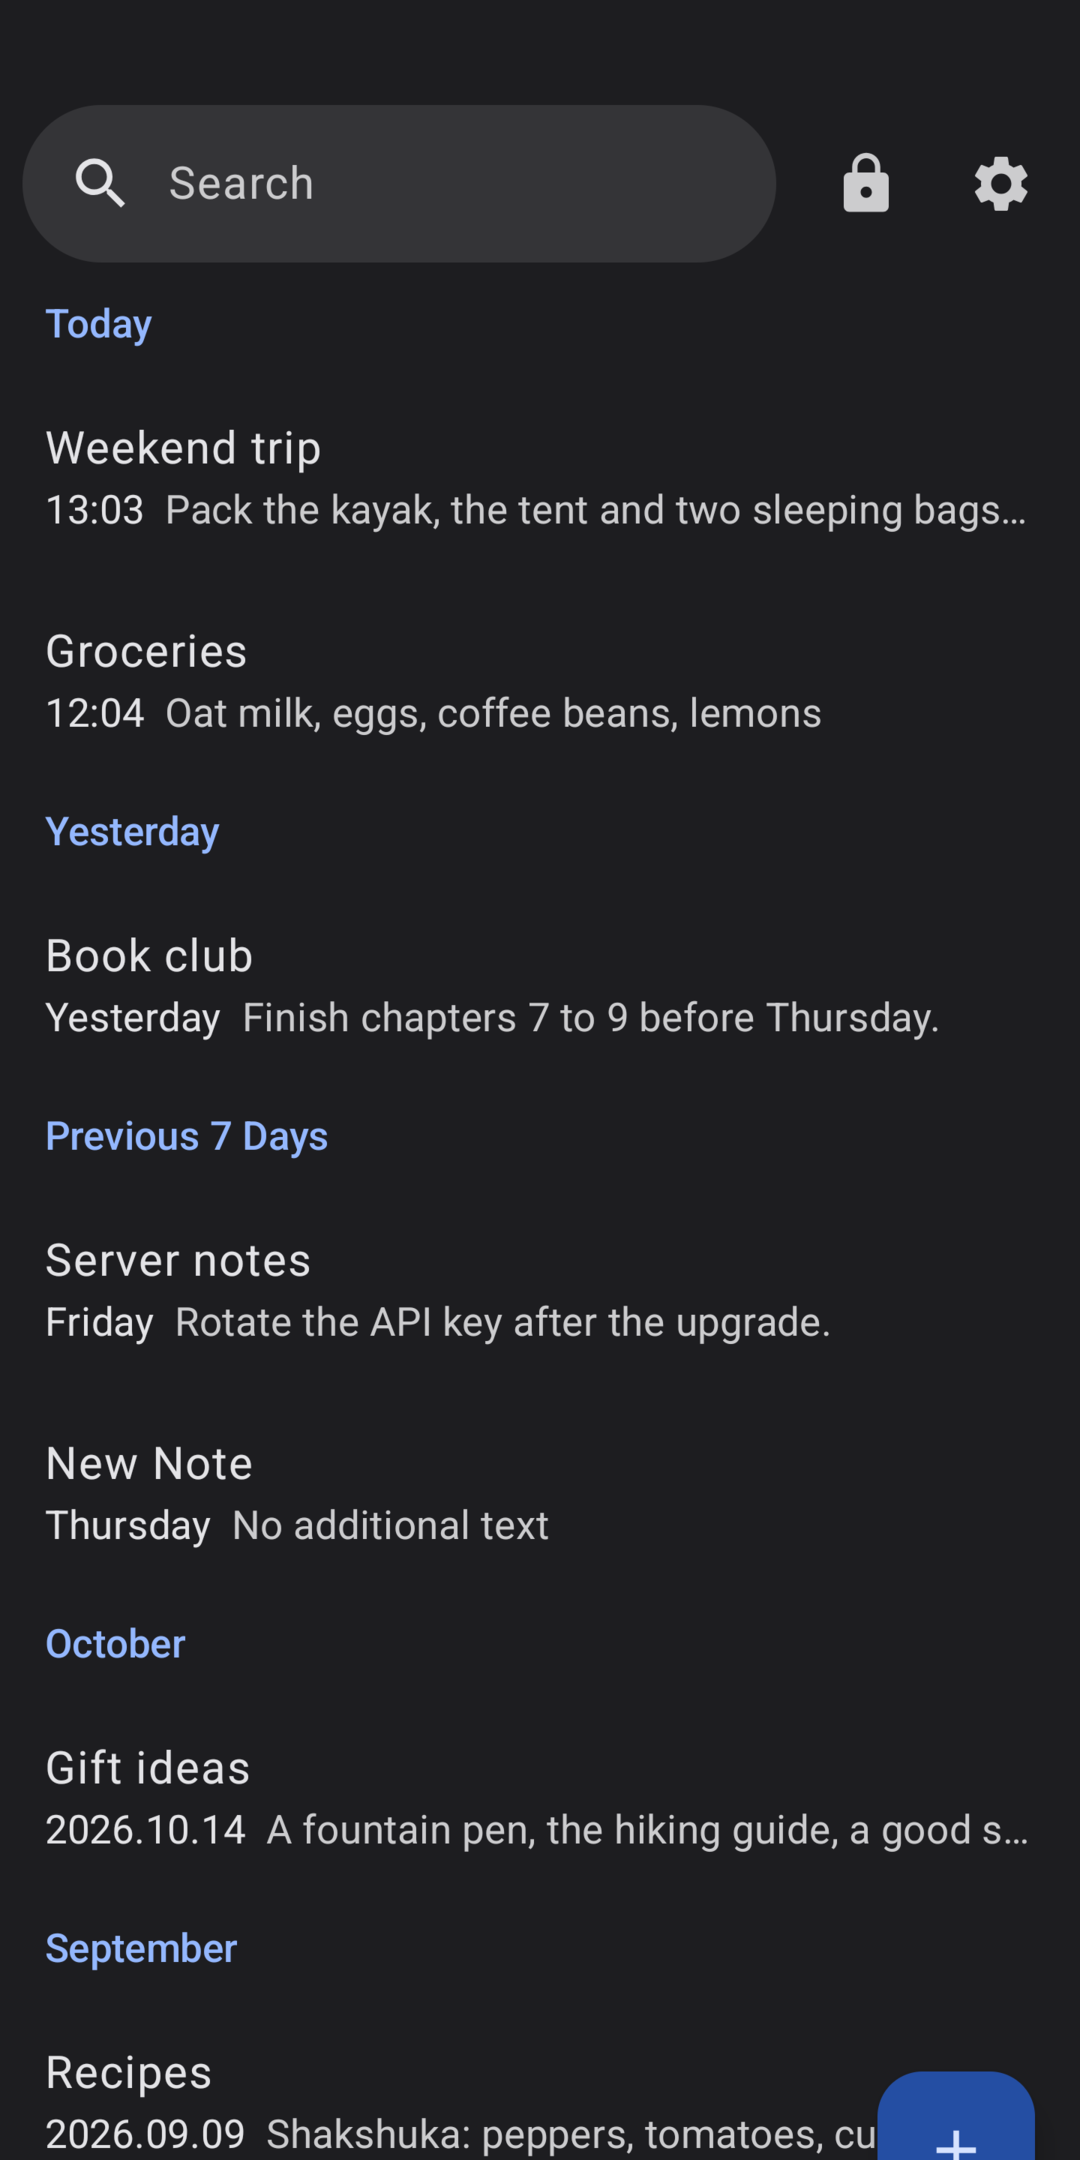 Search
Today
Weekend trip
13:03 Pack the kayak, the tent and two sleeping bags…
Groceries
12:04 Oat milk, eggs, coffee beans, lemons
Yesterday
Book club
Yesterday Finish chapters 7 to 9 before Thursday.
Previous 7 Days
Server notes
Friday Rotate the API key after the upgrade.
New Note
Thursday No additional text
October
Gift ideas
2026.10.14 A fountain pen, the hiking guide, a good s…
September
Recipes
2026.09.09 Shakshuka: peppers, tomatoes, cu